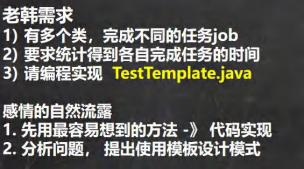 老韩需求
1) 有多个类，完成不同的任务job
2) 要求统计得到各自完成任务的时间
3) 请编程实现 TestTemplate.java
感情的自然流露
1. 先用最容易想到的方法 -》 代码实现
2. 分析问题， 提出使用模板设计模式